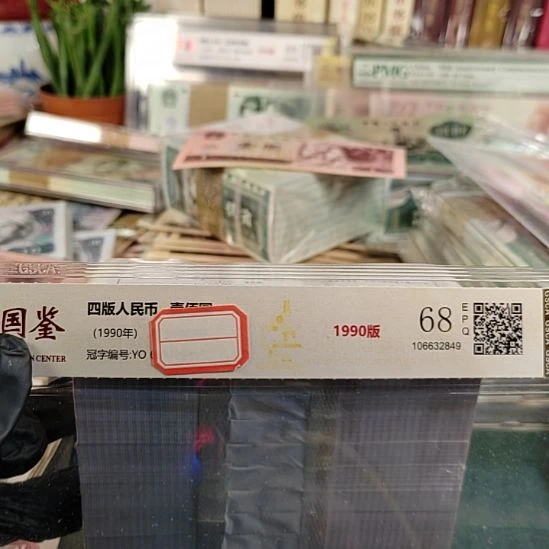 PMG
国鉴
CENTER
四版人民币 壹佰圆
(1990年)
冠字编号:YO
1990版
68
EPQ
106632849